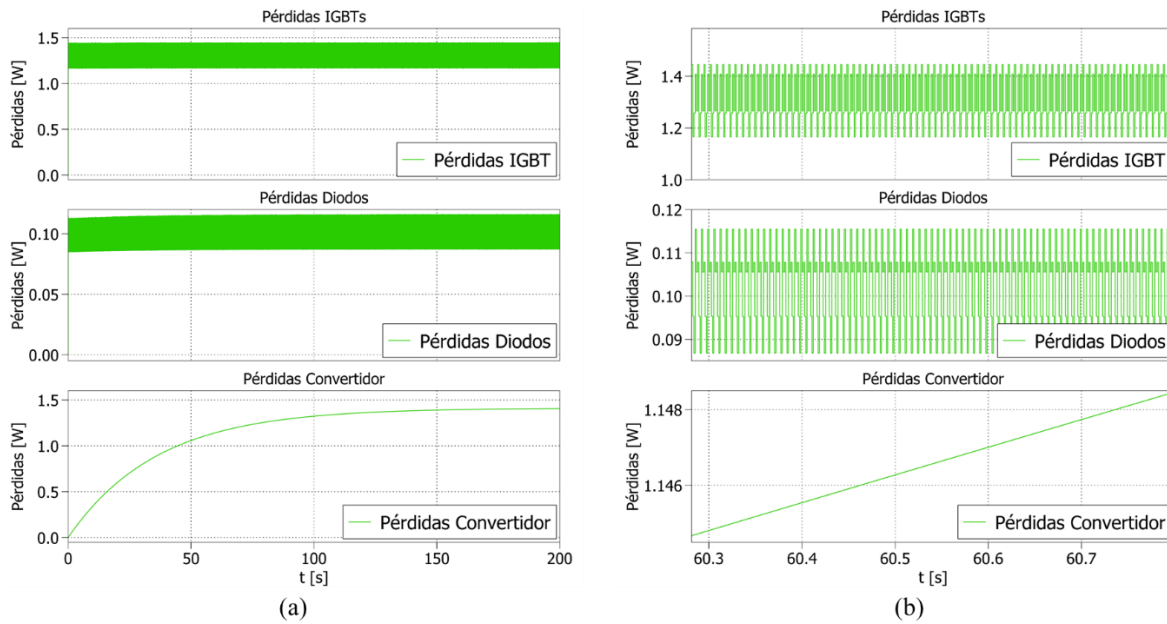 Pérdidas IGBTs
Pérdidas [W]
1.5
1.0
0.5
0.0
Pérdidas IGBT
Pérdidas Diodos
Pérdidas [W]
0.10
0.05
0.00
Pérdidas Diodos
Pérdidas Convertidor
Pérdidas [W]
1.5
1.0
0.5
0.0
Pérdidas Convertidor
0 50 100 150 200
t [s]
(a)
Pérdidas IGBTs
Pérdidas [W]
1.4
1.2
1.0
Pérdidas IGBT
Pérdidas Diodos
Pérdidas [W]
0.12
0.11
0.10
0.09
Pérdidas Diodos
Pérdidas Convertidor
Pérdidas [W]
1.148
1.146
Pérdidas Convertidor
60.3 60.4 60.5 60.6 60.7
t [s]
(b)